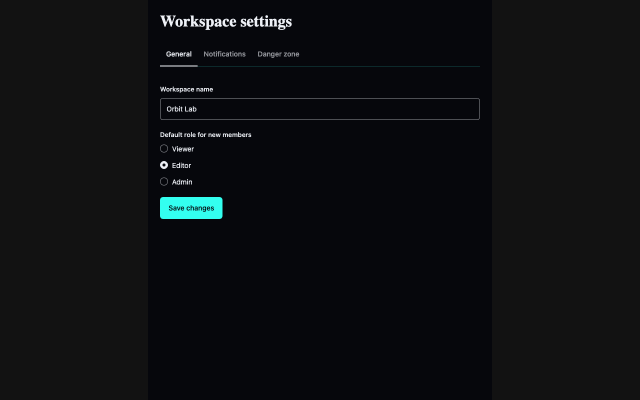 Workspace settings
General Notifications Danger zone
Workspace name
Orbit Lab
Default role for new members
Viewer
Editor
Admin
Save changes